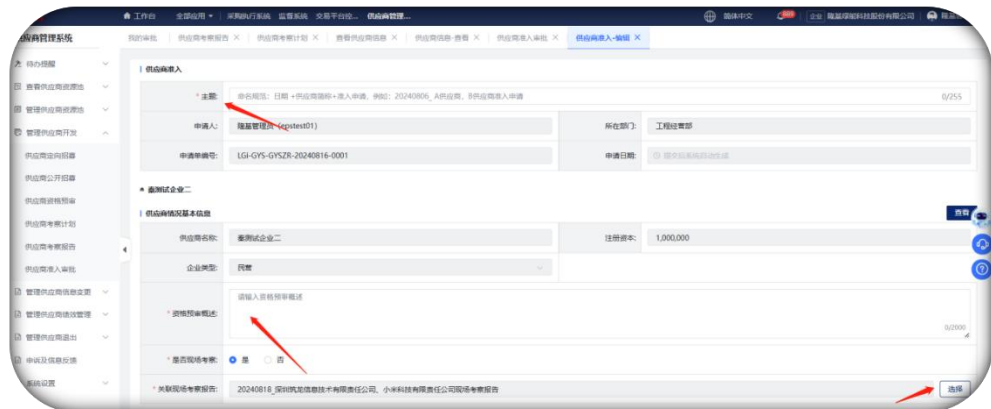 工作台 全部应用 采购执行系统 监督系统 交易平台控... 供应商管理... 简体中文 企业 隆基绿能科技股份有限公司
应商管理系统 我的审批 供应商考察报告 供应商考察计划 查看供应商信息 供应商信息-查看 供应商准入审批 供应商准入-编辑
待办提醒
查看供应商资源池
管理供应商资源池
管理供应商开发
供应商定向招募
供应商公开招募
供应商资格预审
供应商考察计划
供应商考察报告
供应商准入审批
管理供应商信息变更
管理供应商绩效管理
管理供应商退出
申诉及信息反馈
系统设置
供应商准入
*主题: 命名规范:日期 +供应商简称+准入申请, 例如: 20240806_A供应商、B供应商准入申请 0/255
申请人: 隆基管理员 (epstest01) 所在部门: 工程经营部
申请单编号: LGI-GYS-GYSZR-20240816-0001 申请日期: 提交后系统自动生成
秦测试企业二
供应商情况基本信息 查看
供应商名称: 秦测试企业二 注册资本: 1,000,000
企业类型: 民营
*资格预审概述: 请输入资格预审概述 0/2000
*是否现场考察: 是 否
*关联现场考察报告: 20240818_深圳筑龙信息技术有限责任公司、小米科技有限责任公司现场考察报告 选择